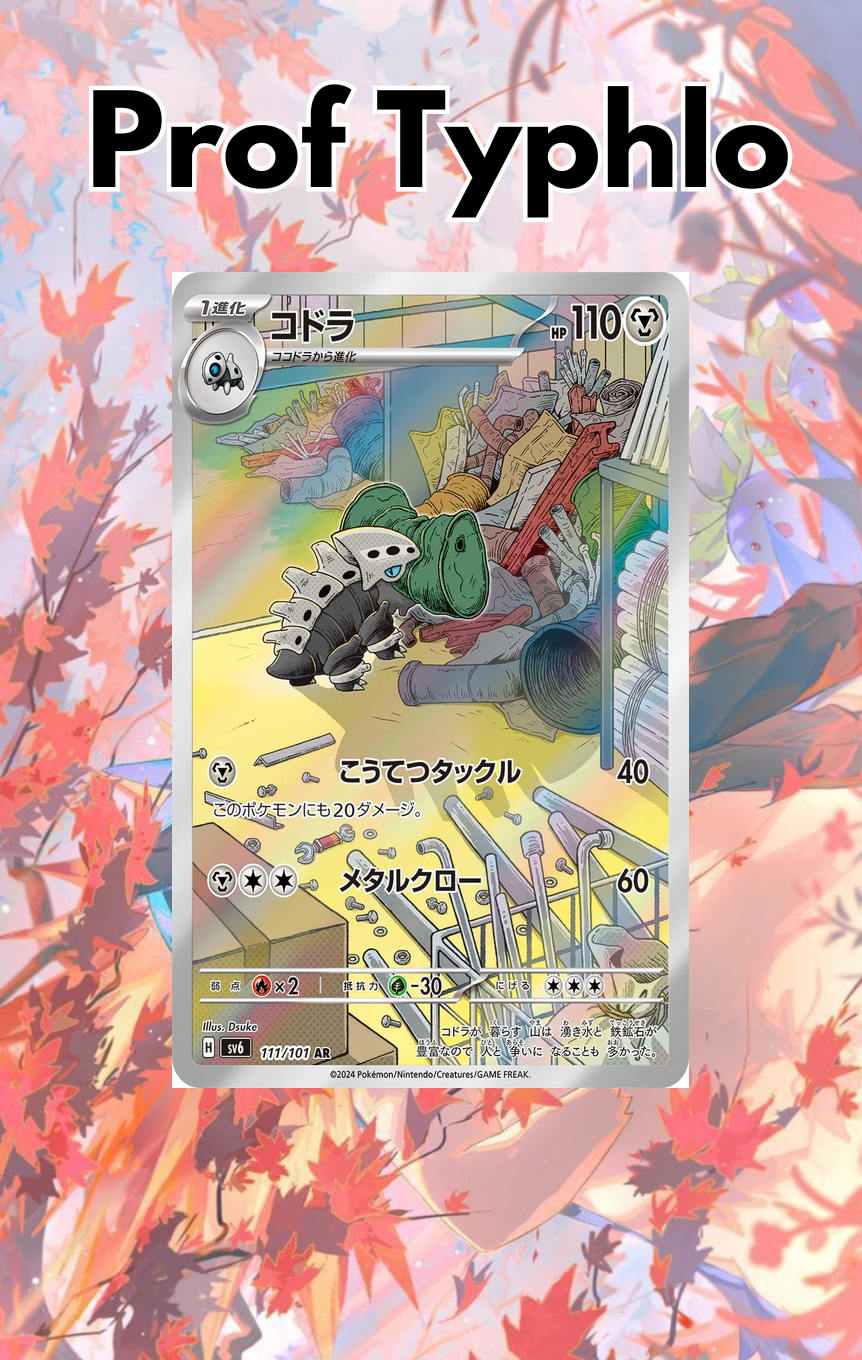 Prof Typhlo
1進化
コドラ
HP 110
ココドラから進化
こうてつタックル 40
このポケモンにも20ダメージ。
メタルクロー 60
弱点 ×2 抵抗力 -30 にげる
Illus. Dsuke
コドラが 暮らす 山は 湧き水と 鉄鉱石が
H sv6 111/101 AR
豊富なので 人と 争いに なることも 多かった。
©2024 Pokémon/Nintendo/Creatures/GAME FREAK.